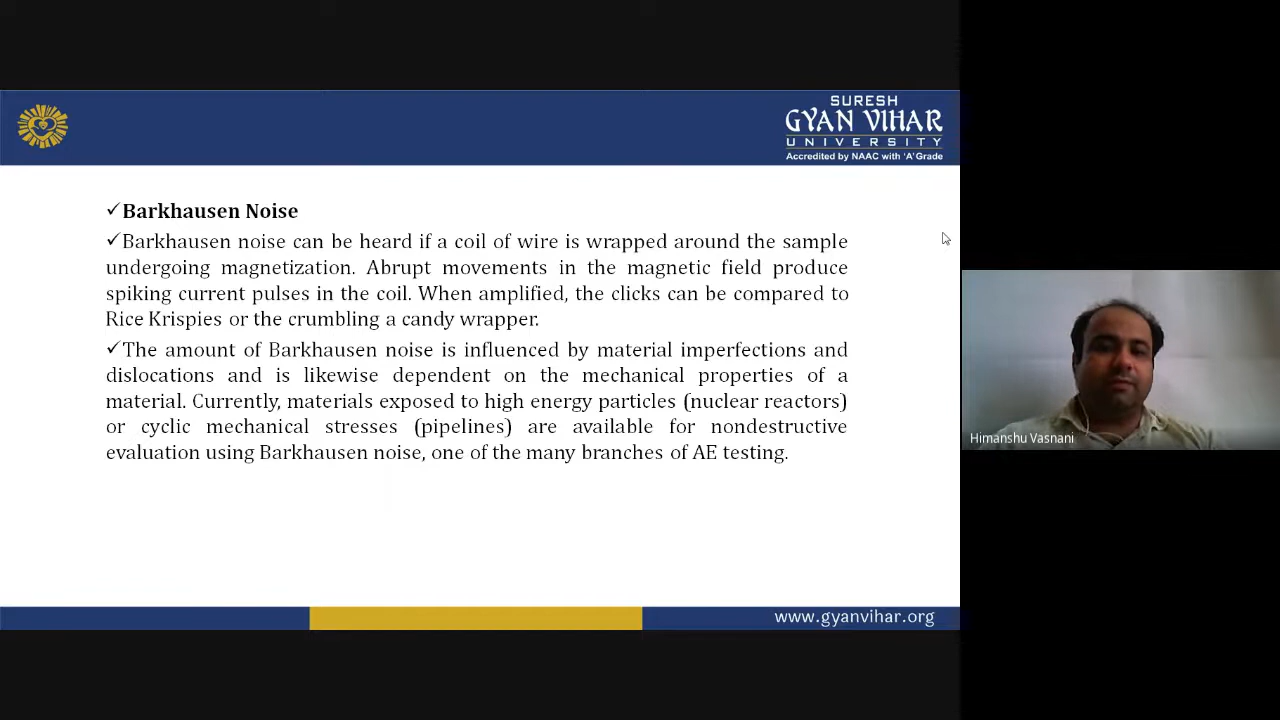 SURESH
GYAN VIHAR
UNIVERSITY
Accredited by NAAC with 'A' Grade
✓Barkhausen Noise
✓Barkhausen noise can be heard if a coil of wire is wrapped around the sample
undergoing magnetization. Abrupt movements in the magnetic field produce
spiking current pulses in the coil. When amplified, the clicks can be compared to
Rice Krispies or the crumbling a candy wrapper.
✓The amount of Barkhausen noise is influenced by material imperfections and
dislocations and is likewise dependent on the mechanical properties of a
material. Currently, materials exposed to high energy particles (nuclear reactors)
or cyclic mechanical stresses (pipelines) are available for nondestructive
evaluation using Barkhausen noise, one of the many branches of AE testing.
Himanshu Vasnani
www.gyanvihar.org